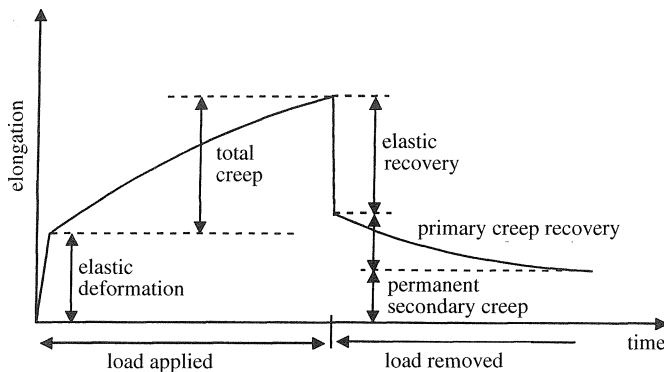 elongation
total
creep
elastic
recovery
primary creep recovery
elastic
deformation
permanent
secondary creep
time
load applied
load removed